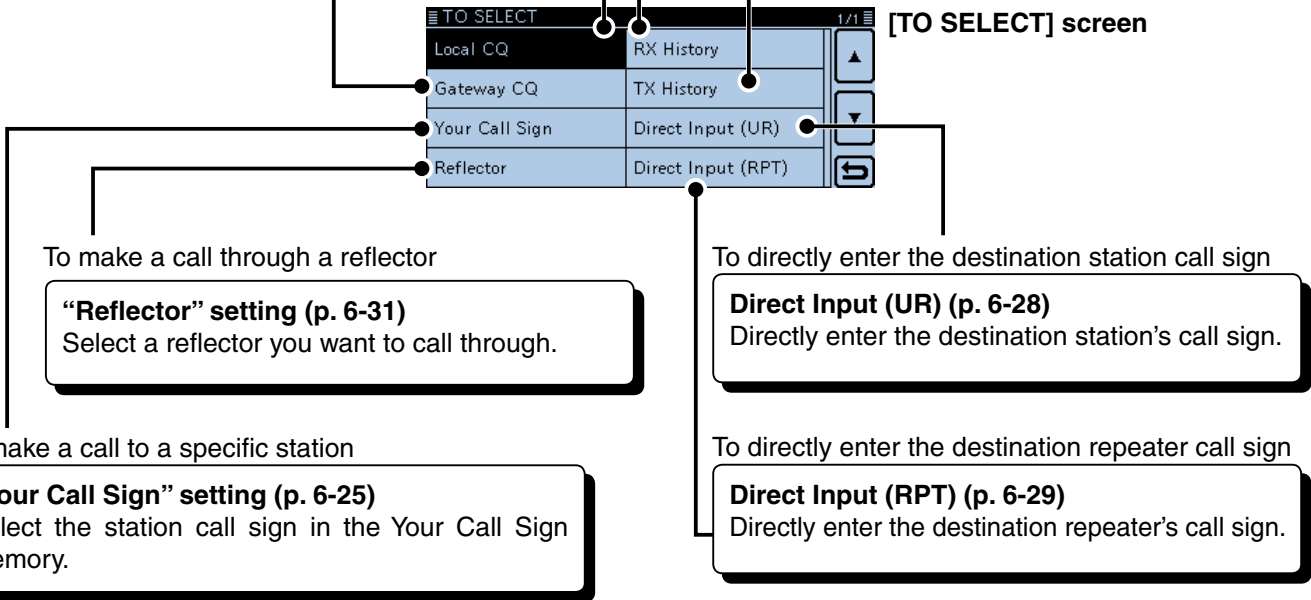 TO SELECT 1/1
[TO SELECT] screen
Local CQ RX History
Gateway CQ TX History
Your Call Sign Direct Input (UR)
Reflector Direct Input (RPT)
To make a call through a reflector
“Reflector” setting (p. 6-31)
Select a reflector you want to call through.
To directly enter the destination station call sign
Direct Input (UR) (p. 6-28)
Directly enter the destination station’s call sign.
make a call to a specific station
our Call Sign” setting (p. 6-25)
lect the station call sign in the Your Call Sign
emory.
To directly enter the destination repeater call sign
Direct Input (RPT) (p. 6-29)
Directly enter the destination repeater’s call sign.